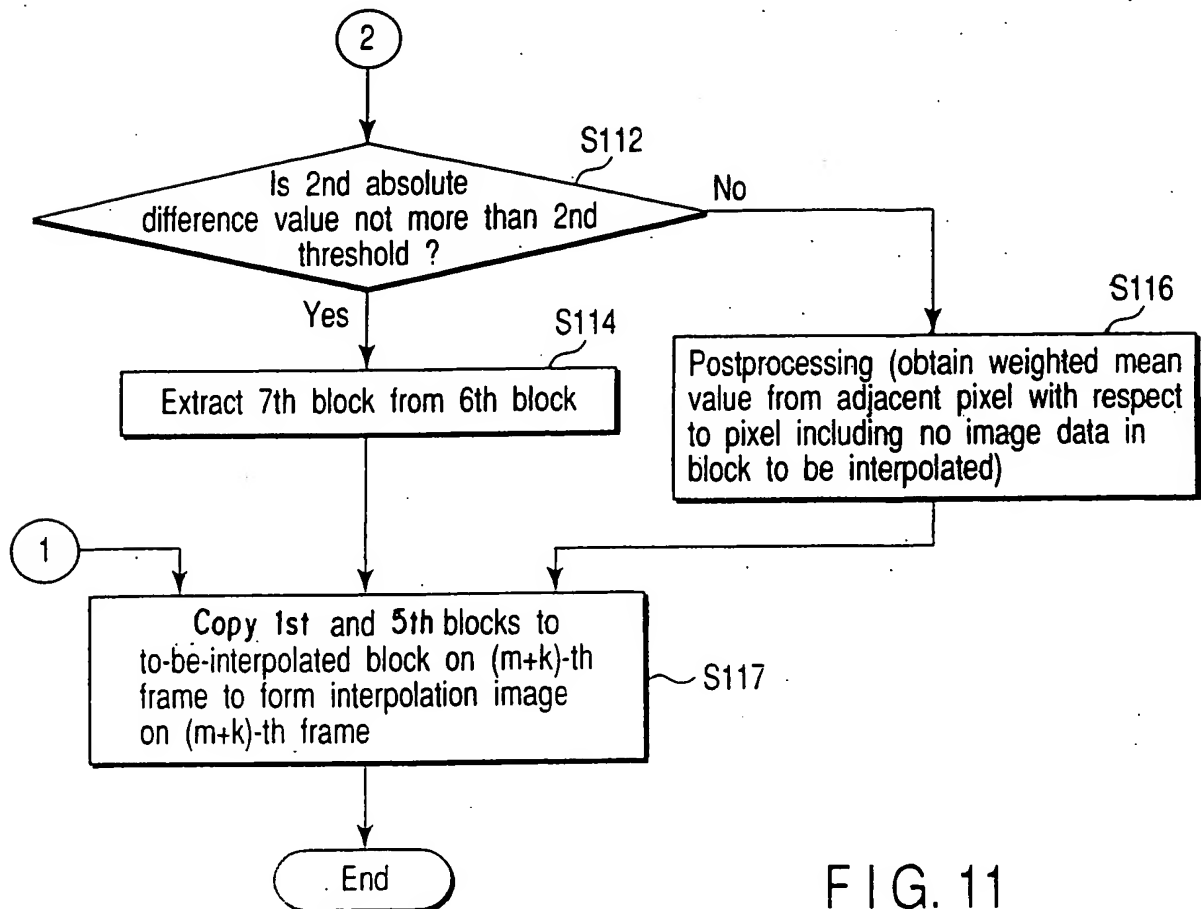 2
S112
Is 2nd absolute
difference value not more than 2nd
threshold ?
No
Yes
S114
Extract 7th block from 6th block
S116
Postprocessing (obtain weighted mean
value from adjacent pixel with respect
to pixel including no image data in
block to be interpolated)
1
Copy 1st and 5th blocks to
to-be-interpolated block on (m+k)-th
frame to form interpolation image
on (m+k)-th frame
S117
End
FIG. 11